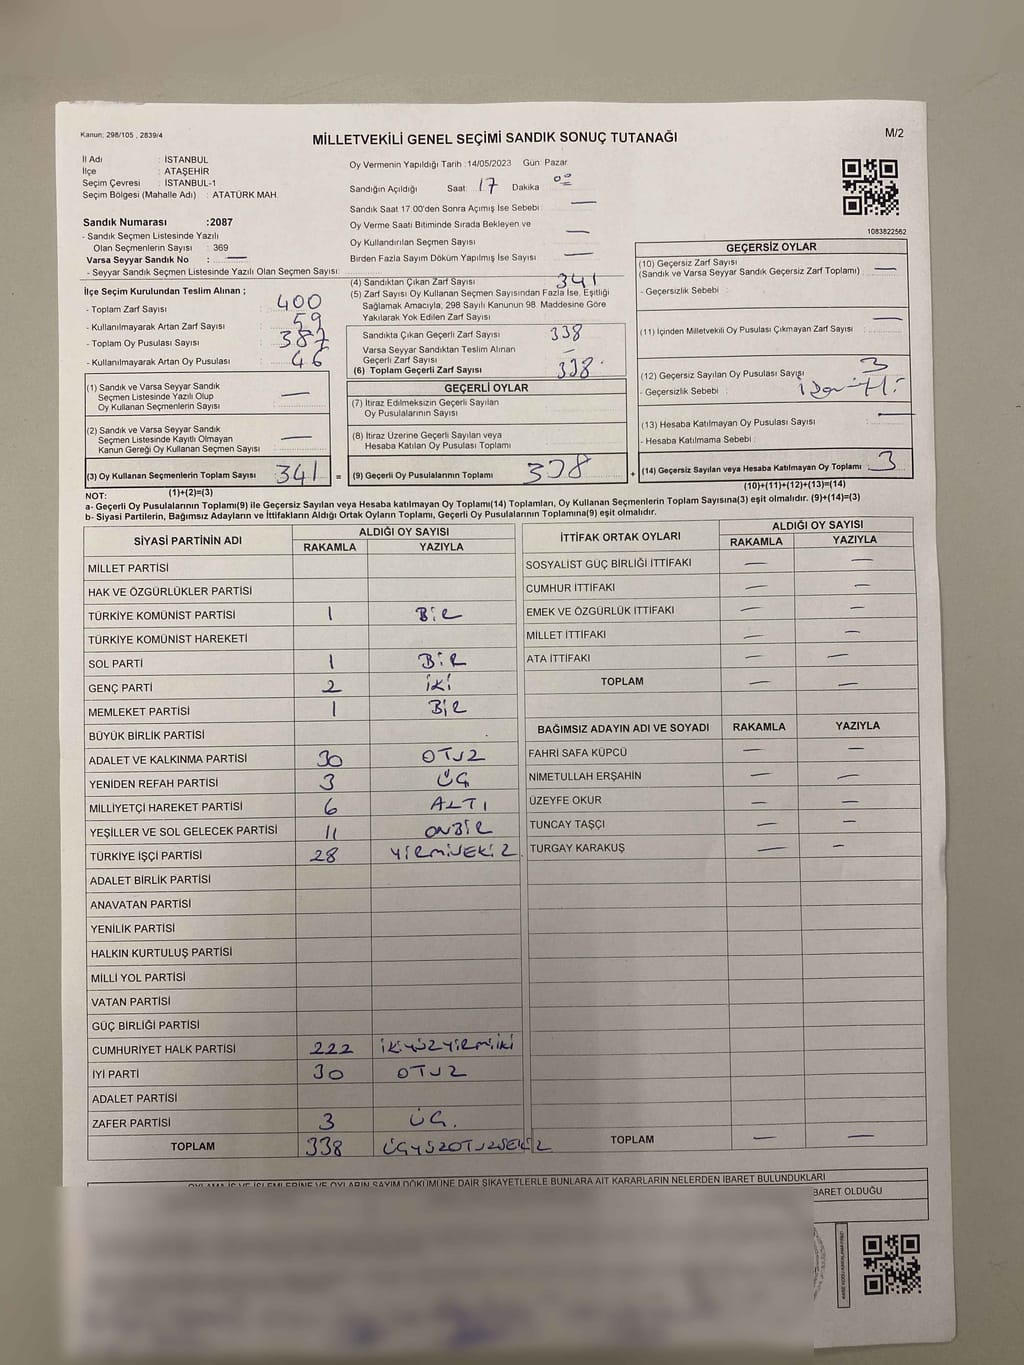 Kanun: 298/105 , 2839/4
MİLLETVEKİLİ GENEL SEÇİMİ SANDIK SONUÇ TUTANAĞI
M/2
İl Adı : İSTANBUL
İlçe : ATAŞEHİR
Seçim Çevresi : İSTANBUL-1
Seçim Bölgesi (Mahalle Adı) : ATATÜRK MAH.
Sandık Numarası :2087
- Sandık Seçmen Listesinde Yazılı
Olan Seçmenlerin Sayısı : 369
Varsa Seyyar Sandık No : —
- Seyyar Sandık Seçmen Listesinde Yazılı Olan Seçmen Sayısı:
Oy Vermenin Yapıldığı Tarih :14/05/2023 Gün: Pazar
Sandığın Açıldığı Saat: 17 Dakika 00
Sandık Saat 17.00'den Sonra Açımış İse Sebebi : —
Oy Verme Saati Bitiminde Sırada Bekleyen ve
Oy Kullandırılan Seçmen Sayısı —
Birden Fazla Sayım Döküm Yapılmış İse Sayısı : —
1083822562
İlçe Seçim Kurulundan Teslim Alınan ;
- Toplam Zarf Sayısı : 400
- Kullanılmayarak Artan Zarf Sayısı : 59
- Toplam Oy Pusulası Sayısı : 387
- Kullanılmayarak Artan Oy Pusulası : 46
(1) Sandık ve Varsa Seyyar Sandık
Seçmen Listesinde Yazılı Olup
Oy Kullanan Seçmenlerin Sayısı —
(2) Sandık ve Varsa Seyyar Sandık
Seçmen Listesinde Kayıtlı Olmayan
Kanun Gereği Oy Kullanan Seçmen Sayısı —
(3) Oy Kullanan Seçmenlerin Toplam Sayısı 341 =
(4) Sandıktan Çıkan Zarf Sayısı 341
(5) Zarf Sayısı Oy Kullanan Seçmen Sayısından Fazla İse, Eşitliği
Sağlamak Amacıyla, 298 Sayılı Kanunun 98. Maddesine Göre
Yakılarak Yok Edilen Zarf Sayısı
Sandıkta Çıkan Geçerli Zarf Sayısı 338
Varsa Seyyar Sandıktan Teslim Alınan
Geçerli Zarf Sayısı —
(6) Toplam Geçerli Zarf Sayısı 338
GEÇERLİ OYLAR
(7) İtiraz Edilmeksizin Geçerli Sayılan
Oy Pusulalarının Sayısı
(8) İtiraz Üzerine Geçerli Sayılan veya
Hesaba Katılan Oy Pusulası Toplamı
(9) Geçerli Oy Pusulalarının Toplamı 338 +
GEÇERSİZ OYLAR
(10) Geçersiz Zarf Sayısı
(Sandık ve Varsa Seyyar Sandık Geçersiz Zarf Toplamı) —
- Geçersizlik Sebebi :
(11) İçinden Milletvekili Oy Pusulası Çıkmayan Zarf Sayısı —
(12) Geçersiz Sayılan Oy Pusulası Sayısı 3
- Geçersizlik Sebebi :
(13) Hesaba Katılmayan Oy Pusulası Sayısı —
- Hesaba Katılmama Sebebi :
(14) Geçersiz Sayılan veya Hesaba Katılmayan Oy Toplamı 3
(1)+(2)=(3)
(10)+(11)+(12)+(13)=(14)
NOT:
a- Geçerli Oy Pusulalarının Toplamı(9) ile Geçersiz Sayılan veya Hesaba katılmayan Oy Toplamı(14) Toplamları, Oy Kullanan Seçmenlerin Toplam Sayısına(3) eşit olmalıdır. (9)+(14)=(3)
b- Siyasi Partilerin, Bağımsız Adayların ve İttifakların Aldığı Ortak Oyların Toplamı, Geçerli Oy Pusulalarının Toplamına(9) eşit olmalıdır.
SİYASİ PARTİNİN ADI ALDIĞI OY SAYISI
RAKAMLA YAZIYLA
MİLLET PARTİSİ
HAK VE ÖZGÜRLÜKLER PARTİSİ
TÜRKİYE KOMÜNİST PARTİSİ 1 BİR
TÜRKİYE KOMÜNİST HAREKETİ
SOL PARTİ 1 BİR
GENÇ PARTİ 2 İKİ
MEMLEKET PARTİSİ 1 BİR
BÜYÜK BİRLİK PARTİSİ
ADALET VE KALKINMA PARTİSİ 30 OTUZ
YENİDEN REFAH PARTİSİ 3 ÜÇ
MİLLİYETÇİ HAREKET PARTİSİ 6 ALTI
YEŞİLLER VE SOL GELECEK PARTİSİ 11 ONBİR
TÜRKİYE İŞÇİ PARTİSİ 28 YİRMİSEKİZ
ADALET BİRLİK PARTİSİ
ANAVATAN PARTİSİ
YENİLİK PARTİSİ
HALKIN KURTULUŞ PARTİSİ
MİLLİ YOL PARTİSİ
VATAN PARTİSİ
GÜÇ BİRLİĞİ PARTİSİ
CUMHURİYET HALK PARTİSİ 222 İKİYÜZYİRMİİKİ
İYİ PARTİ 30 OTUZ
ADALET PARTİSİ
ZAFER PARTİSİ 3 ÜÇ.
TOPLAM 338 ÜÇYÜZOTUZSEKİZ
İTTİFAK ORTAK OYLARI ALDIĞI OY SAYISI
RAKAMLA YAZIYLA
SOSYALİST GÜÇ BİRLİĞİ İTTİFAKI — —
CUMHUR İTTİFAKI — —
EMEK VE ÖZGÜRLÜK İTTİFAKI — —
MİLLET İTTİFAKI — —
ATA İTTİFAKI — —
TOPLAM — —
BAĞIMSIZ ADAYIN ADI VE SOYADI RAKAMLA YAZIYLA
FAHRİ SAFA KÜPCÜ — —
NİMETULLAH ERŞAHİN — —
ÜZEYFE OKUR — —
TUNCAY TAŞÇI — —
TURGAY KARAKUŞ — —
TOPLAM — —
OYLAMA İŞ VE İŞLEMLERİNE VE OYLARIN SAYIM DÖKÜMÜNE DAİR ŞİKAYETLERLE BUNLARA AİT KARARLARIN NELERDEN İBARET BULUNDUKLARI
BARET OLDUĞU